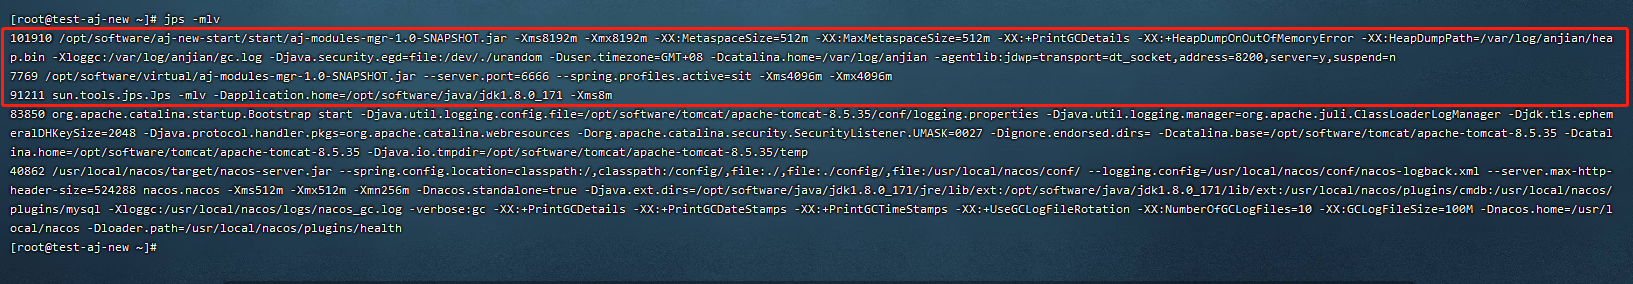 [root@test-aj-new ~]# jps -mlv
101910 /opt/software/aj-new-start/start/aj-modules-mgr-1.0-SNAPSHOT.jar -Xms8192m -Xmx8192m -XX:MetaspaceSize=512m -XX:MaxMetaspaceSize=512m -XX:+PrintGCDetails -XX:+HeapDumpOnOutOfMemoryError -XX:HeapDumpPath=/var/log/anjian/hea
p.bin -Xloggc:/var/log/anjian/gc.log -Djava.security.egd=file:/dev/./urandom -Duser.timezone=GMT+08 -Dcatalina.home=/var/log/anjian -agentlib:jdwp=transport=dt_socket,address=8200,server=y,suspend=n
7769 /opt/software/virtual/aj-modules-mgr-1.0-SNAPSHOT.jar --server.port=6666 --spring.profiles.active=sit -Xms4096m -Xmx4096m
91211 sun.tools.jps.Jps -mlv -Dapplication.home=/opt/software/java/jdk1.8.0_171 -Xms8m
83850 org.apache.catalina.startup.Bootstrap start -Djava.util.logging.config.file=/opt/software/tomcat/apache-tomcat-8.5.35/conf/logging.properties -Djava.util.logging.manager=org.apache.juli.ClassLoaderLogManager -Djdk.tls.ephem
eralDHKeySize=2048 -Djava.protocol.handler.pkgs=org.apache.catalina.webresources -Dorg.apache.catalina.security.SecurityListener.UMASK=0027 -Dignore.endorsed.dirs= -Dcatalina.base=/opt/software/tomcat/apache-tomcat-8.5.35 -Dcatal
ina.home=/opt/software/tomcat/apache-tomcat-8.5.35 -Djava.io.tmpdir=/opt/software/tomcat/apache-tomcat-8.5.35/temp
40862 /usr/local/nacos/target/nacos-server.jar --spring.config.location=classpath:/,classpath:/config/,file:./,file:./config/,file:/usr/local/nacos/conf/ --logging.config=/usr/local/nacos/conf/nacos-logback.xml --server.max-http-
header-size=524288 nacos.nacos -Xms512m -Xmx512m -Xmn256m -Dnacos.standalone=true -Djava.ext.dirs=/opt/software/java/jdk1.8.0_171/jre/lib/ext:/opt/software/java/jdk1.8.0_171/lib/ext:/usr/local/nacos/plugins/cmdb:/usr/local/nacos/
plugins/mysql -Xloggc:/usr/local/nacos/logs/nacos_gc.log -verbose:gc -XX:+PrintGCDetails -XX:+PrintGCDateStamps -XX:+PrintGCTimeStamps -XX:+UseGCLogFileRotation -XX:NumberOfGCLogFiles=10 -XX:GCLogFileSize=100M -Dnacos.home=/usr/l
ocal/nacos -Dloader.path=/usr/local/nacos/plugins/health
[root@test-aj-new ~]#